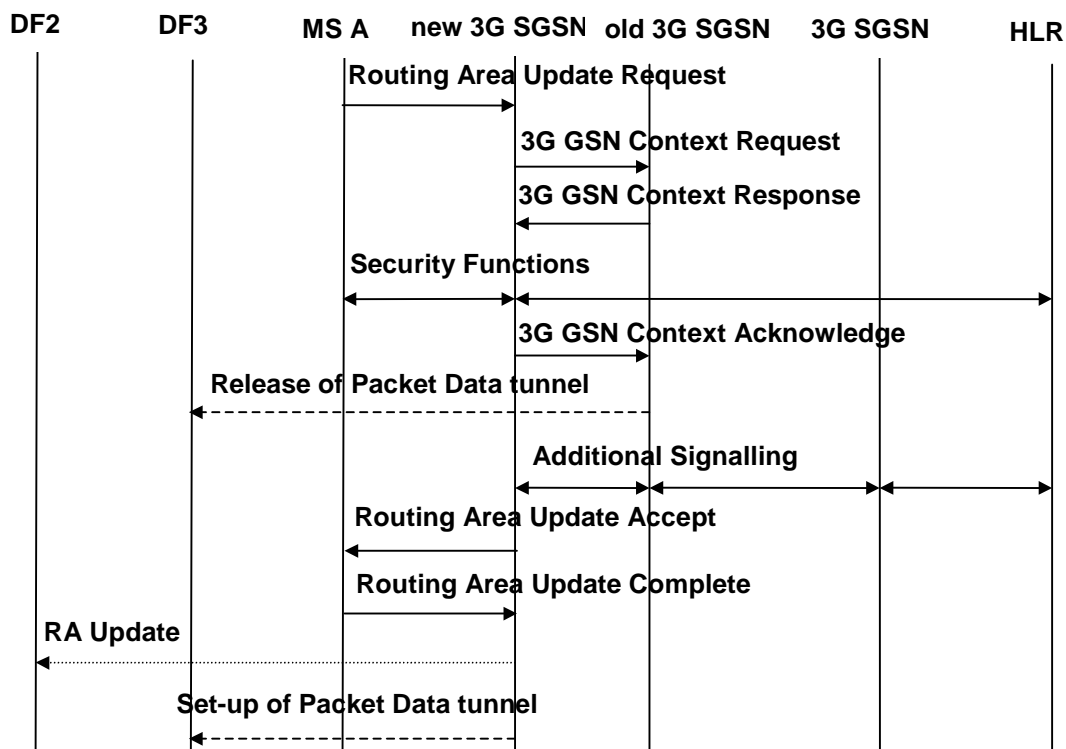 DF2 DF3 MS A new 3G SGSN old 3G SGSN 3G SGSN HLR
Routing Area Update Request
3G GSN Context Request
3G GSN Context Response
Security Functions
3G GSN Context Acknowledge
Release of Packet Data tunnel
Additional Signalling
Routing Area Update Accept
Routing Area Update Complete
RA Update
Set-up of Packet Data tunnel